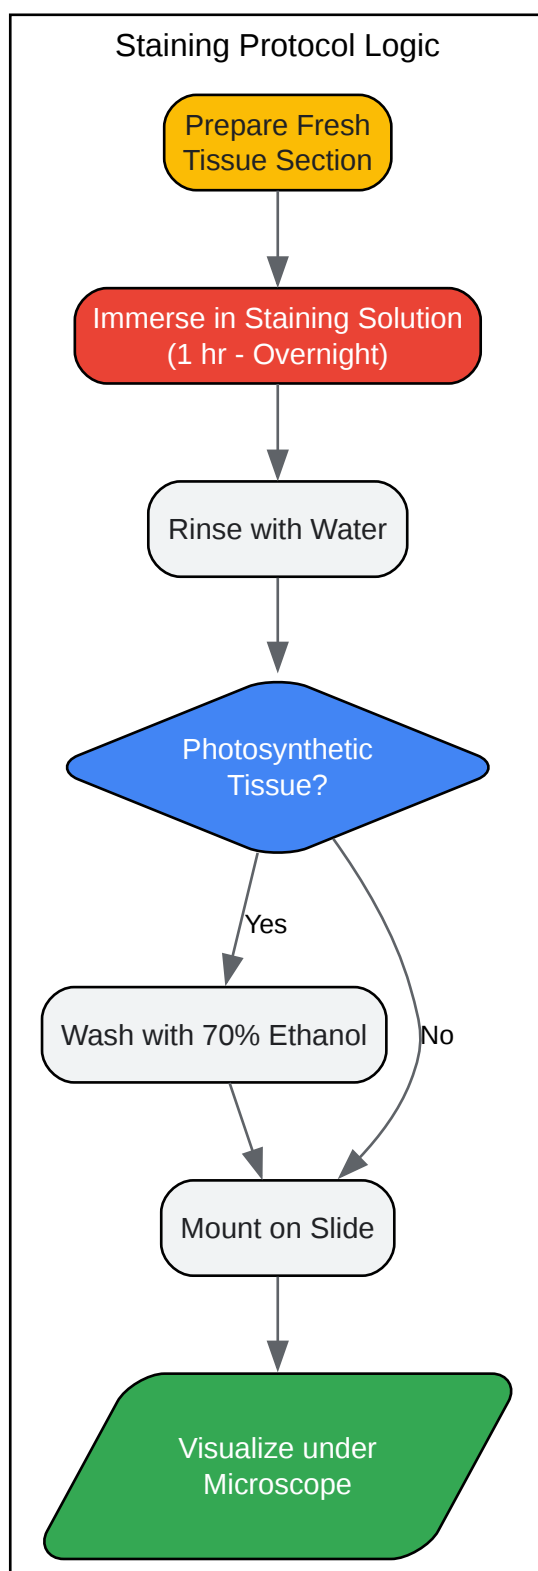 Staining Protocol Logic
Prepare Fresh
Tissue Section
Immerse in Staining Solution
(1 hr - Overnight)
Rinse with Water
Photosynthetic
Tissue?
Yes
Wash with 70% Ethanol
No
Mount on Slide
Visualize under
Microscope